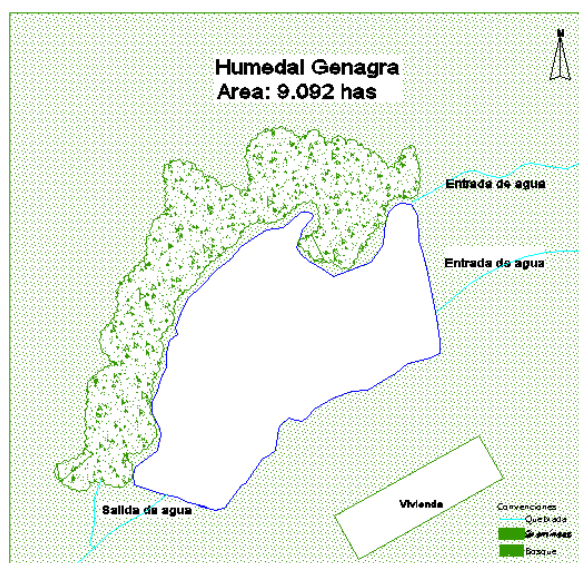 N
Humedal Genagra
Area: 9.092 has
Entrada de agua
Entrada de agua
Salida de agua
Vivienda
Convenciones
Quebrada
Gramíneas
Bosque